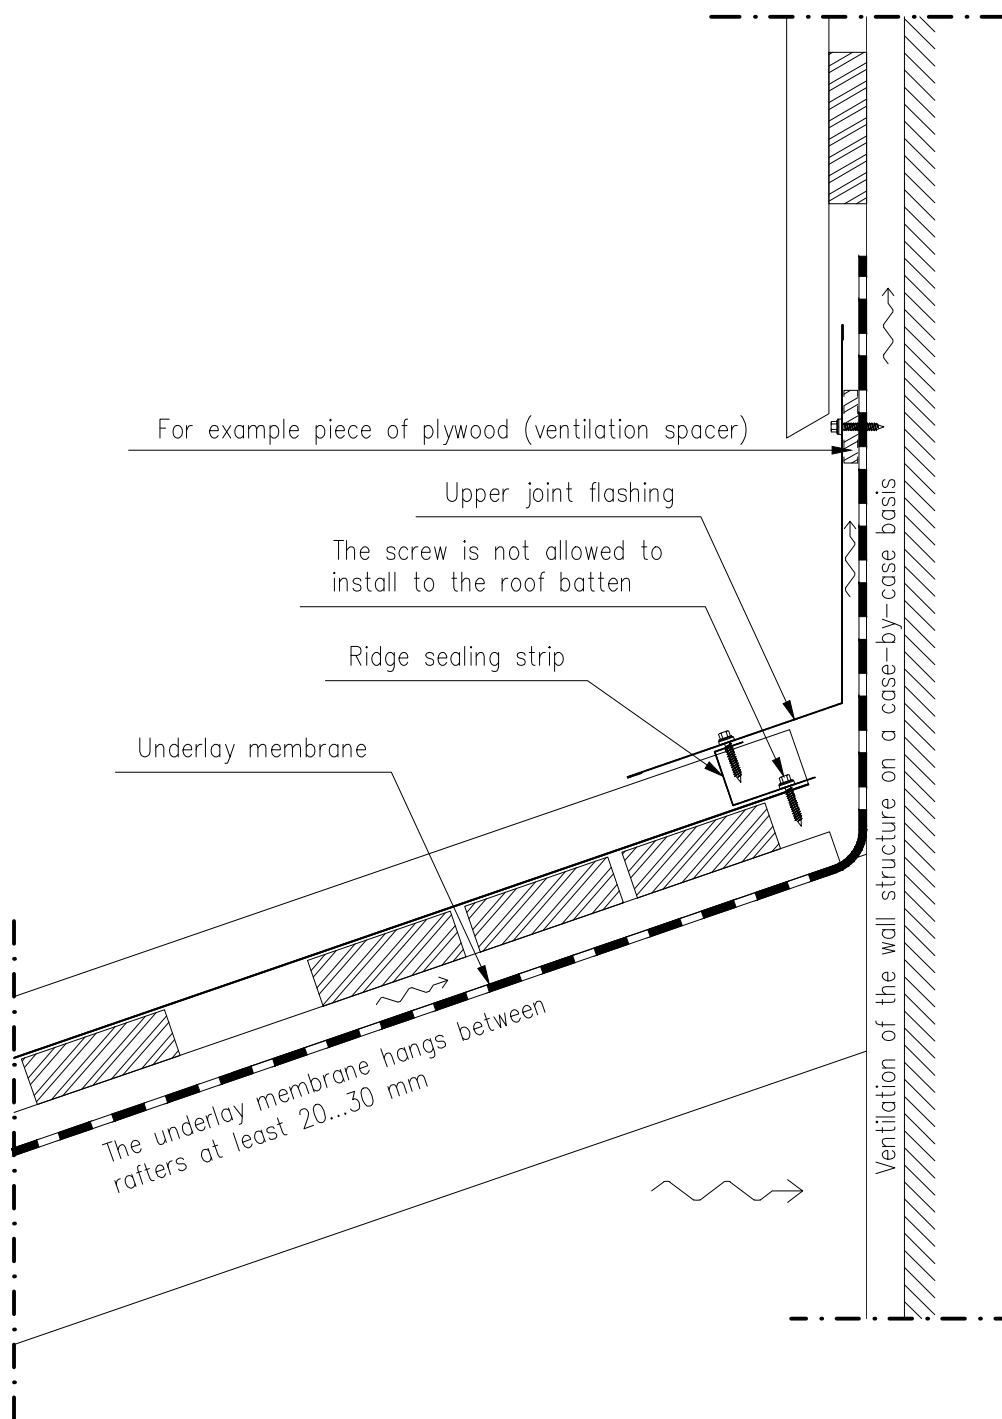 For example piece of plywood (ventilation spacer)
Upper joint flashing
The screw is not allowed to
install to the roof batten
Ridge sealing strip
Underlay membrane
The underlay membrane hangs between
rafters at least 20...30 mm
Ventilation of the wall structure on a case-by-case basis